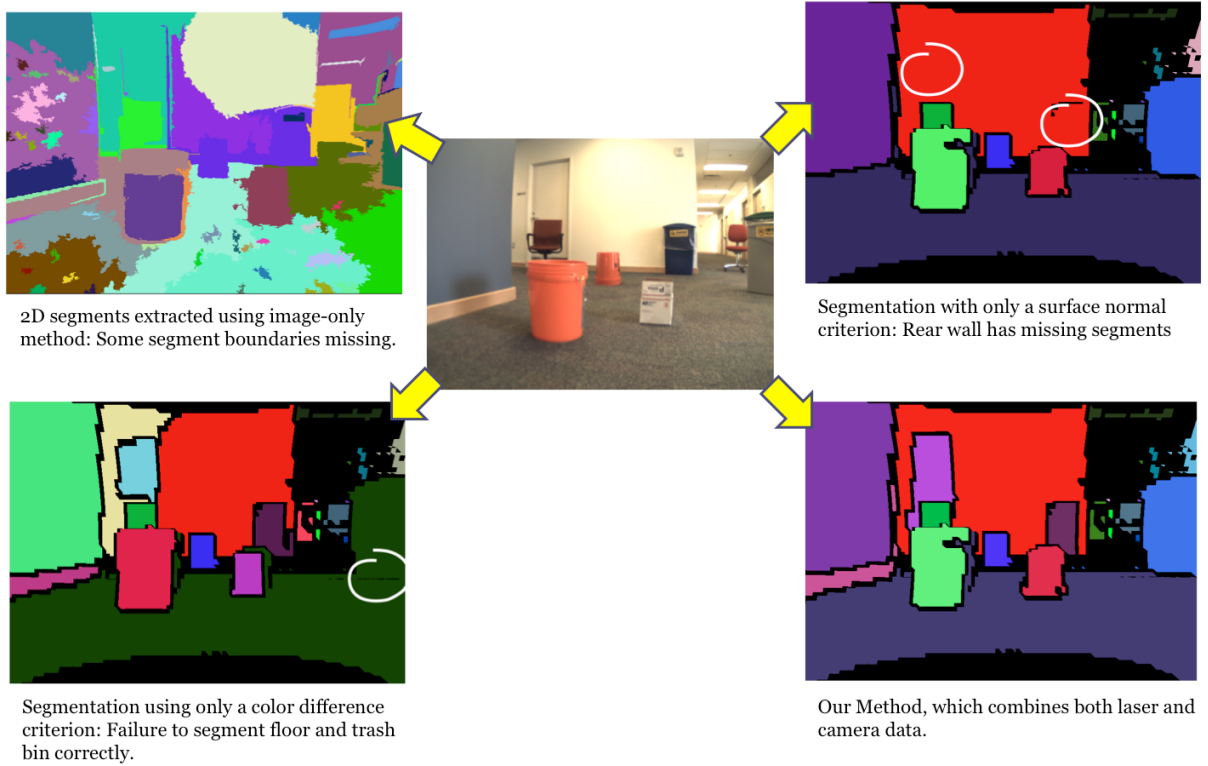 2D segments extracted using image-only
method: Some segment boundaries missing.
Segmentation with only a surface normal
criterion: Rear wall has missing segments
Segmentation using only a color difference
criterion: Failure to segment floor and trash
bin correctly.
Our Method, which combines both laser and
camera data.